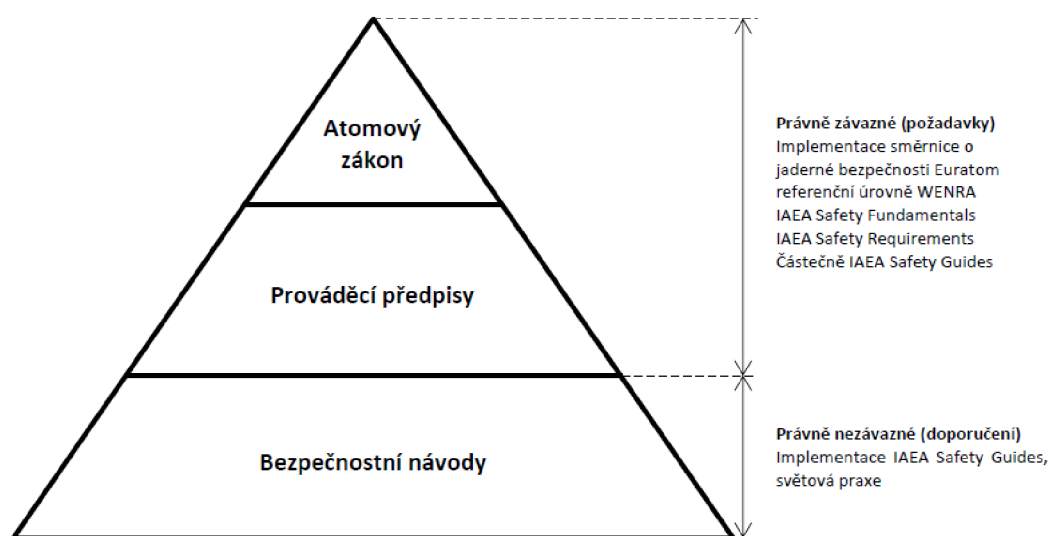 Atomový
zákon
Prováděcí předpisy
Bezpečnostní návody
Právně závazné (požadavky)
Implementace směrnice o
jaderné bezpečnosti Euratom
referenční úrovně WENRA
IAEA Safety Fundamentals
IAEA Safety Requirements
Částečně IAEA Safety Guides
Právně nezávazné (doporučení)
Implementace IAEA Safety Guides,
světová praxe